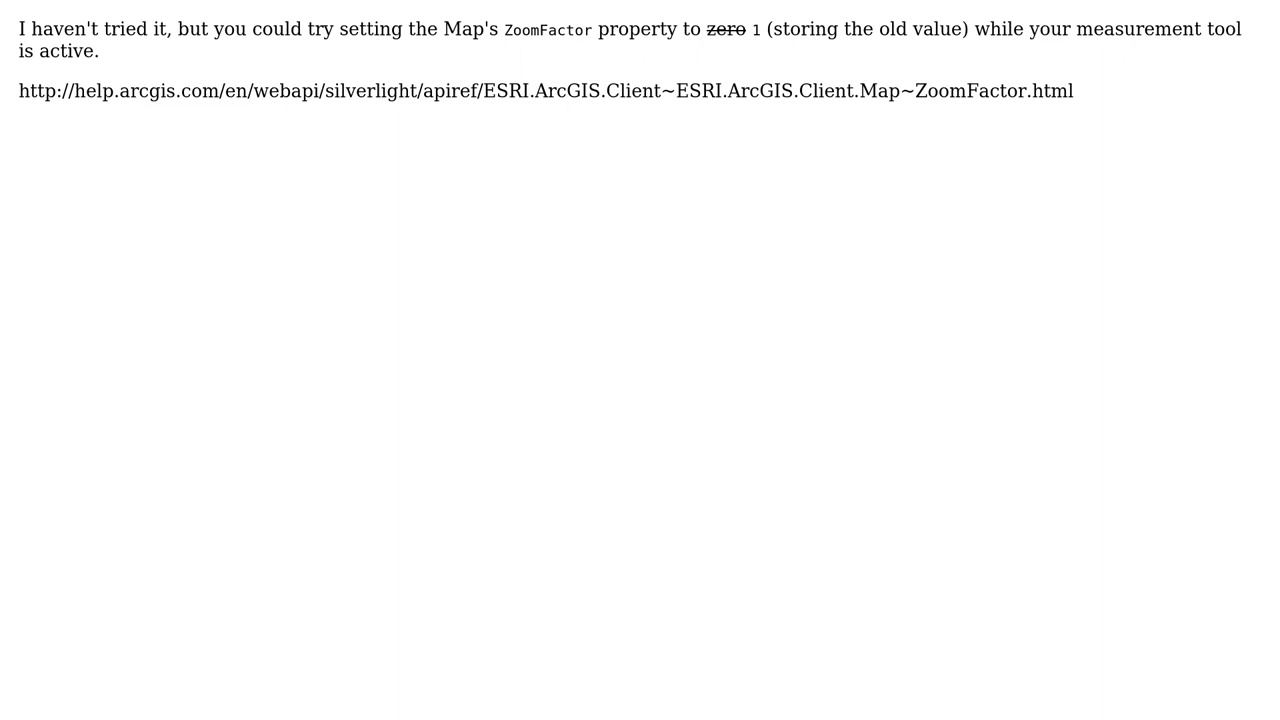 I haven't tried it, but you could try setting the Map's ZoomFactor property to zero 1 (storing the old value) while your measurement tool
is active.
http://help.arcgis.com/en/webapi/silverlight/apiref/ESRI.ArcGIS.Client~ESRI.ArcGIS.Client.Map~ZoomFactor.html